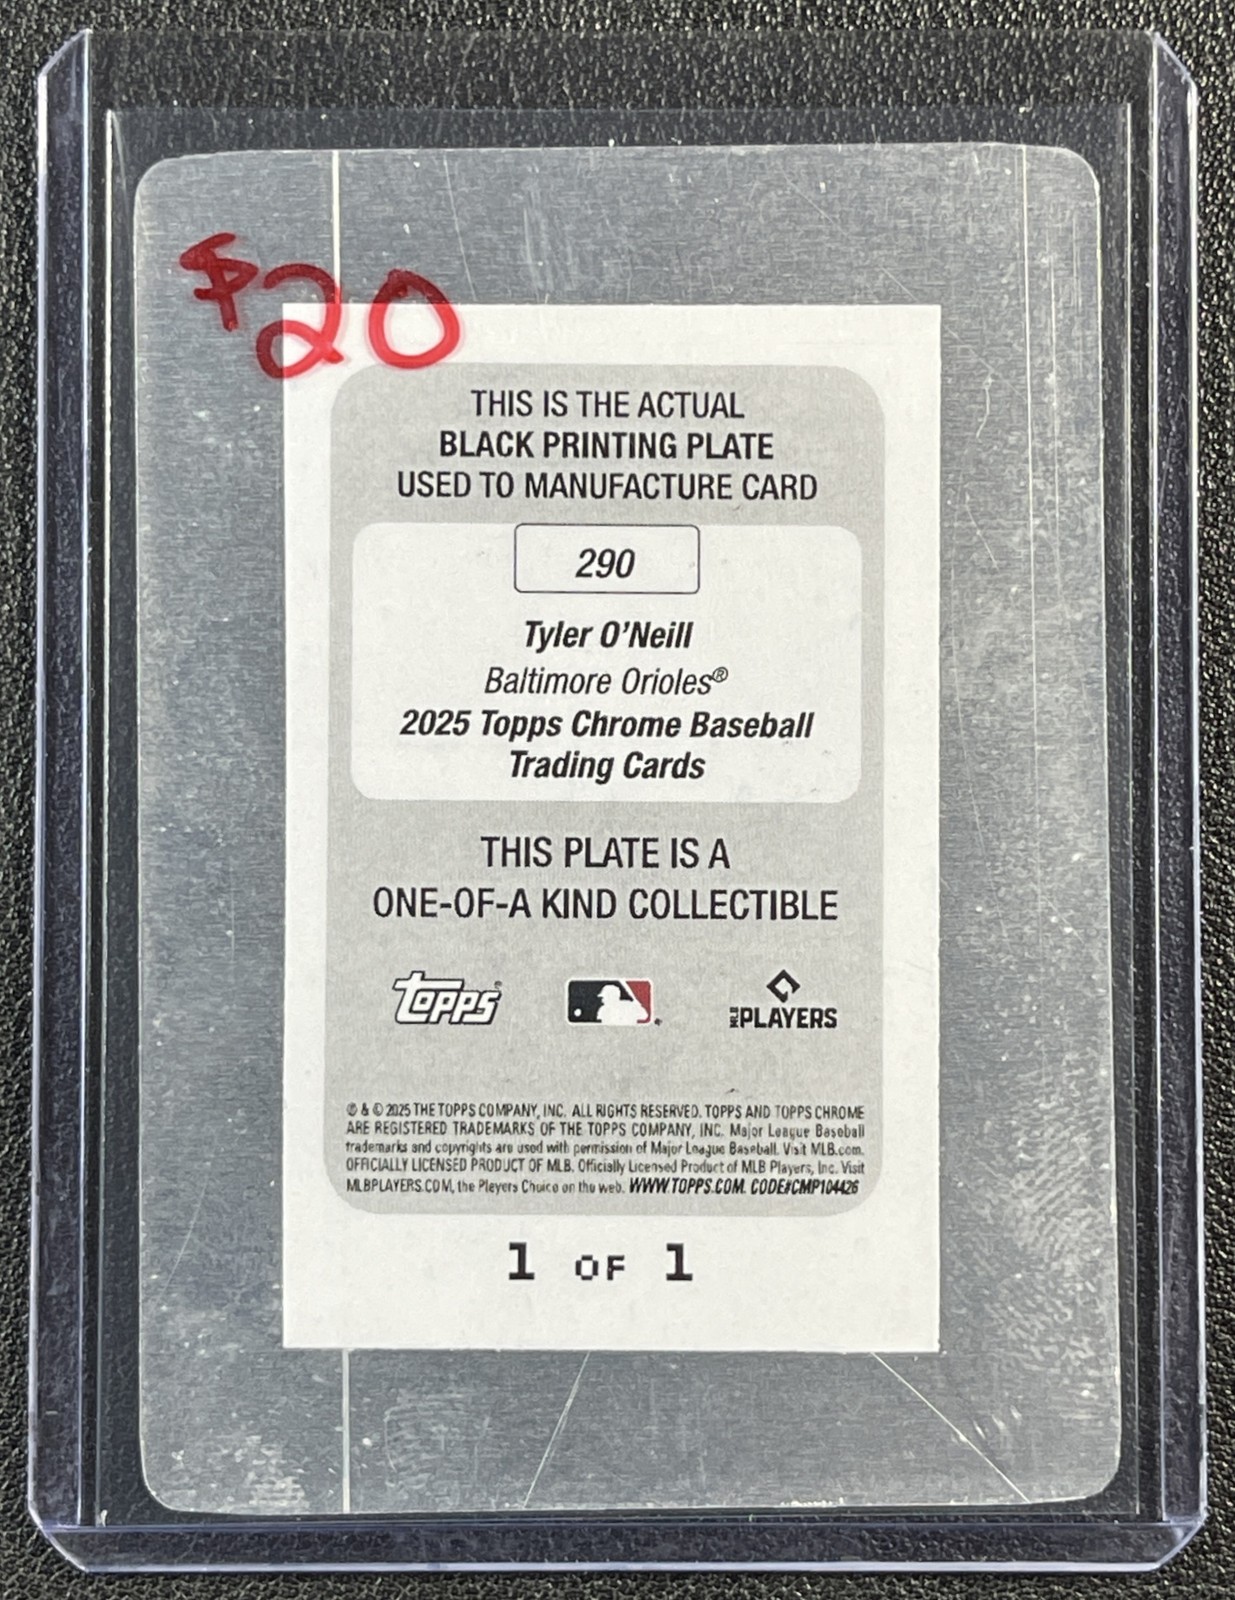 $20
THIS IS THE ACTUAL
BLACK PRINTING PLATE
USED TO MANUFACTURE CARD
290
Tyler O'Neill
Baltimore Orioles®
2025 Topps Chrome Baseball
Trading Cards
THIS PLATE IS A
ONE-OF-A KIND COLLECTIBLE
Topps
MLB PLAYERS
® & © 2025 THE TOPPS COMPANY, INC. ALL RIGHTS RESERVED. TOPPS AND TOPPS CHROME
ARE REGISTERED TRADEMARKS OF THE TOPPS COMPANY, INC. Major League Baseball
trademarks and copyrights are used with permission of Major League Baseball. Visit MLB.com.
OFFICIALLY LICENSED PRODUCT OF MLB. Officially Licensed Product of MLB Players, Inc. Visit
MLBPLAYERS.COM, the Players Choice on the web. WWW.TOPPS.COM. CODE#CMP104426
1 OF 1